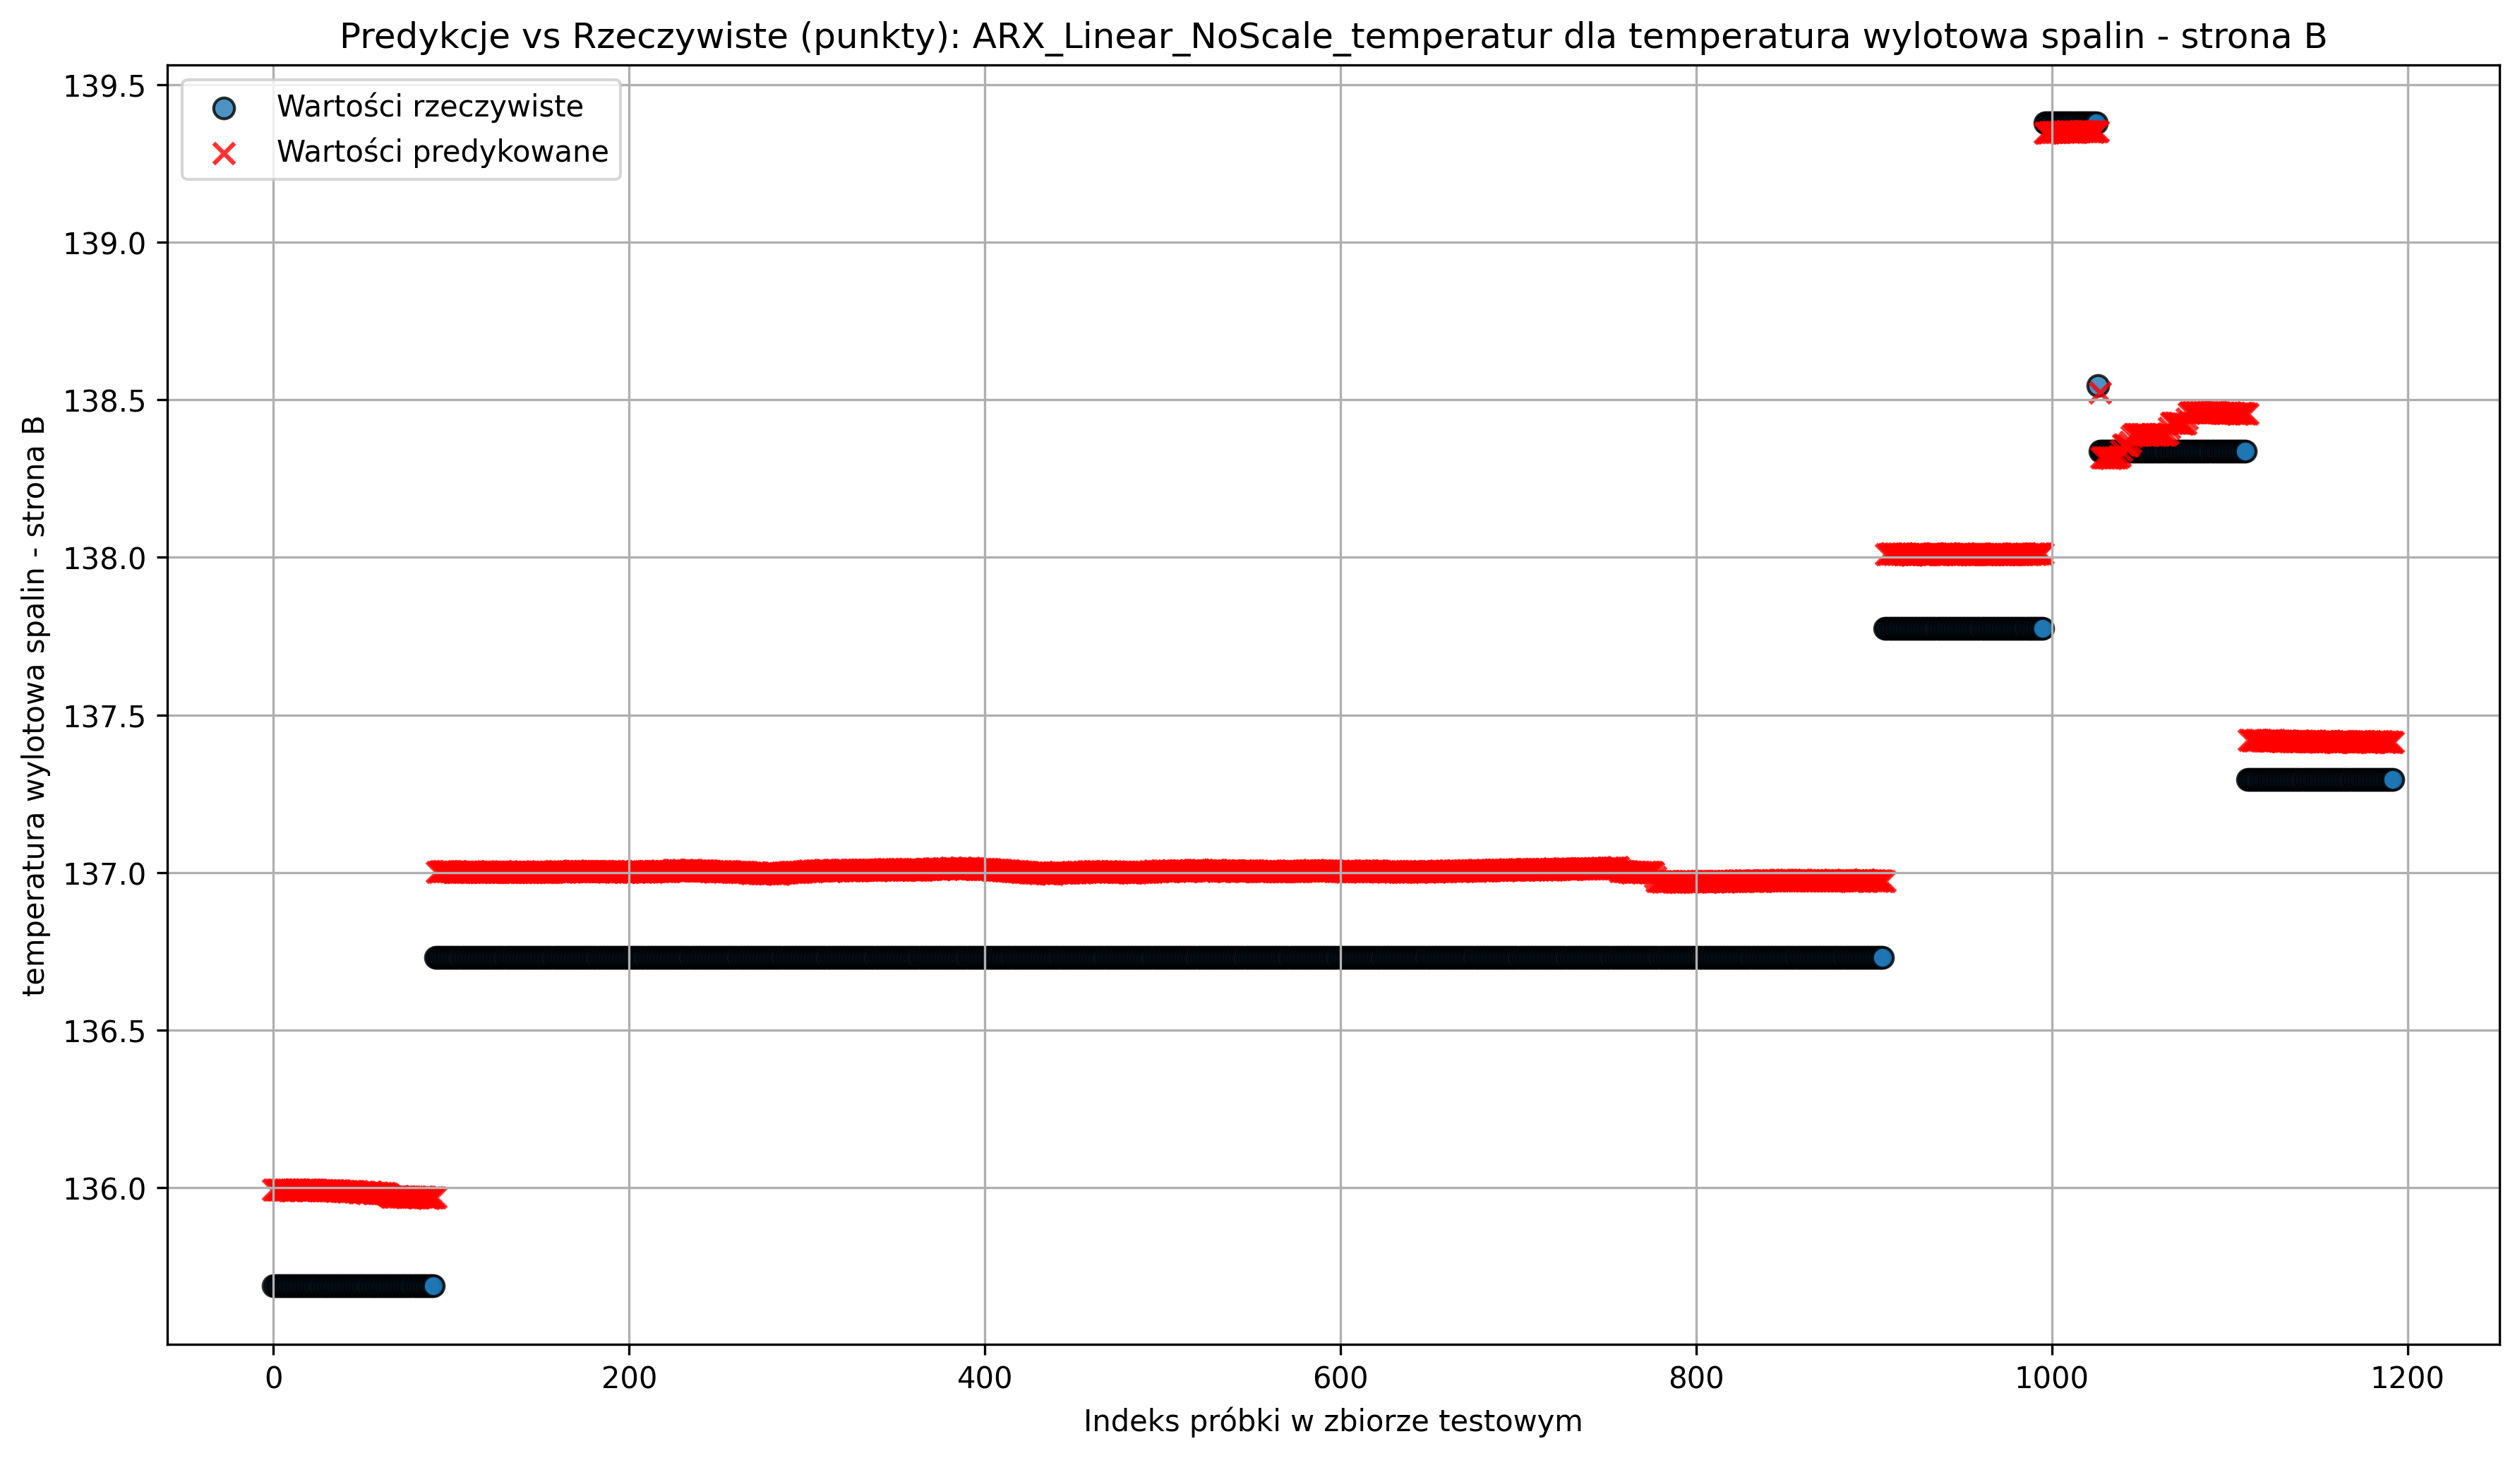 Predykcje vs Rzeczywiste (punkty): ARX_Linear_NoScale_temperatur dla temperatura wylotowa spalin - strona B
Wartości rzeczywiste
Wartości predykowane
temperatura wylotowa spalin - strona B
139.5
139.0
138.5
138.0
137.5
137.0
136.5
136.0
0 200 400 600 800 1000 1200
Indeks próbki w zbiorze testowym